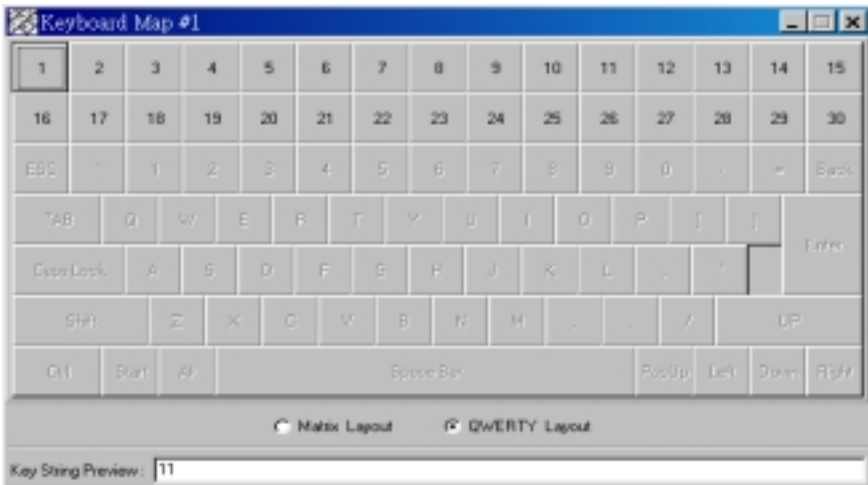 Keyboard Map #1
1 2 3 4 5 6 7 8 9 10 11 12 13 14 15
16 17 18 19 20 21 22 23 24 25 26 27 28 29 30
ESC ` 1 2 3 4 5 6 7 8 9 0 - = Back
TAB Q W E R T Y U I O P [ Enter
A S D F G H J K L ; '
Shift Z X C V B N M . / UP
Ctrl Start Alt Space Bar Left Down Right
Matrix Layout QWERTY Layout
Key String Preview : 11